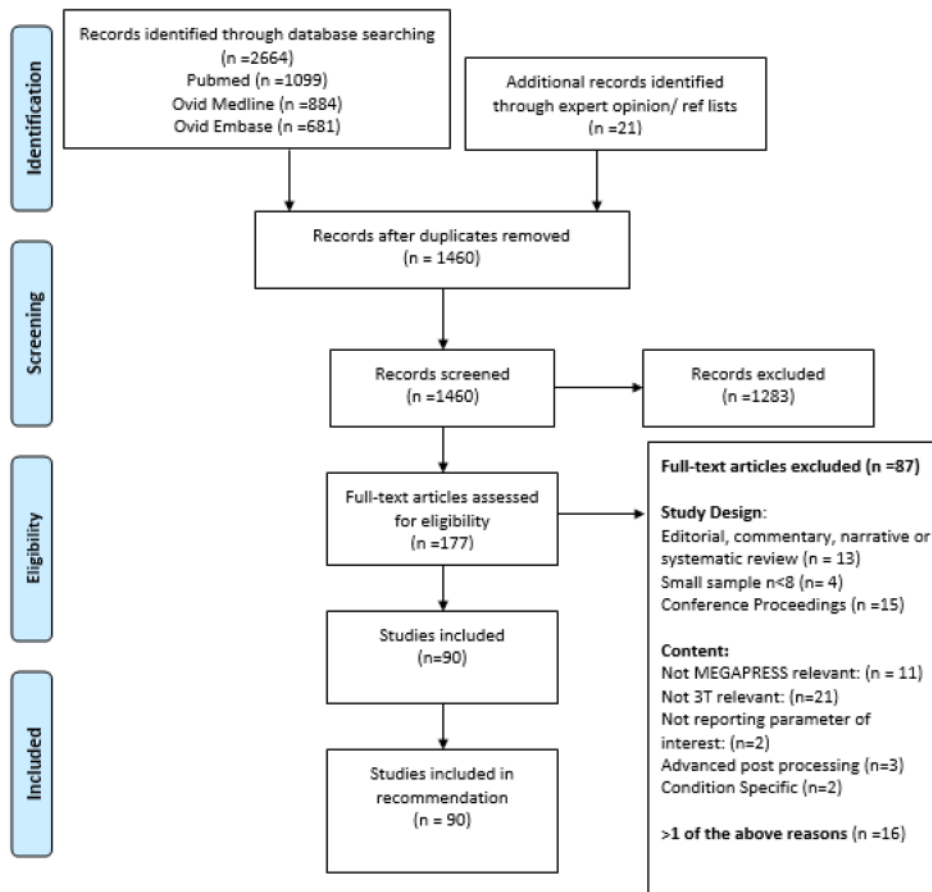 Identification
Records identified through database searching
(n =2664)
Pubmed (n =1099)
Ovid Medline (n =884)
Ovid Embase (n =681)
Additional records identified
through expert opinion/ ref lists
(n =21)
Records after duplicates removed
(n = 1460)
Screening
Records screened
(n =1460)
Records excluded
(n =1283)
Eligibility
Full-text articles assessed
for eligibility
(n =177)
Full-text articles excluded (n =87)
Study Design:
Editorial, commentary, narrative or
systematic review (n = 13)
Small sample n<8 (n= 4)
Conference Proceedings (n =15)
Content:
Not MEGAPRESS relevant: (n = 11)
Not 3T relevant: (n=21)
Not reporting parameter of
interest: (n=2)
Advanced post processing (n=3)
Condition Specific (n=2)
>1 of the above reasons (n =16)
Studies included
(n=90)
Included
Studies included in
recommendation
(n = 90)